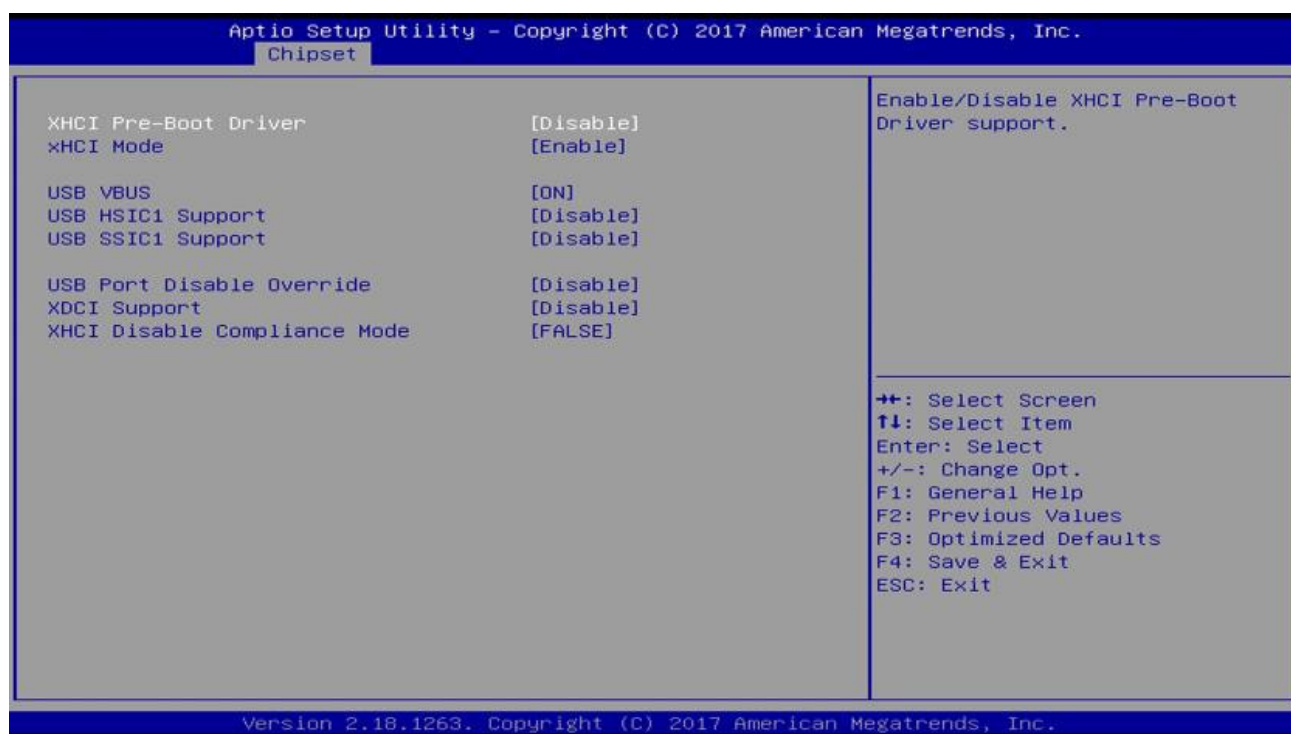 Aptio Setup Utility – Copyright (C) 2017 American Megatrends, Inc.
Chipset
XHCI Pre-Boot Driver [Disable]
xHCI Mode [Enable]
USB VBUS [ON]
USB HSIC1 Support [Disable]
USB SSIC1 Support [Disable]
USB Port Disable Override [Disable]
XDCI Support [Disable]
XHCI Disable Compliance Mode [FALSE]
Enable/Disable XHCI Pre-Boot
Driver support.
→←: Select Screen
↑↓: Select Item
Enter: Select
+/-: Change Opt.
F1: General Help
F2: Previous Values
F3: Optimized Defaults
F4: Save & Exit
ESC: Exit
Version 2.18.1263. Copyright (C) 2017 American Megatrends, Inc.